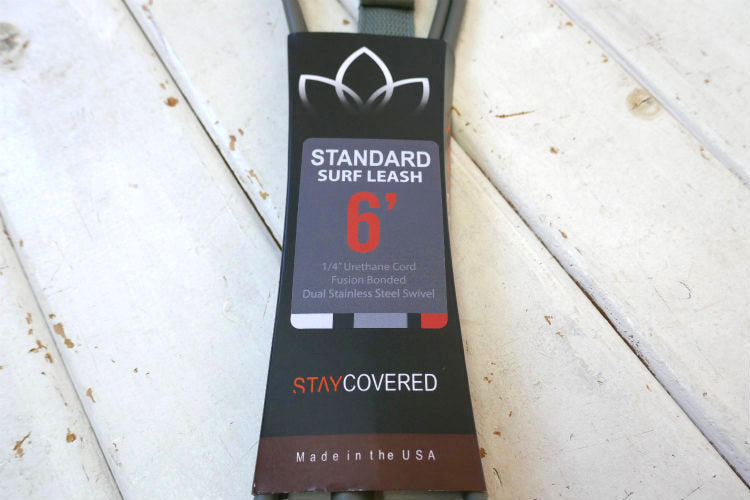 STANDARD
SURF LEASH
6’
1/4" Urethane Cord
Fusion Bonded
Dual Stainless Steel Swivel
STAYCOVERED
Made in the USA